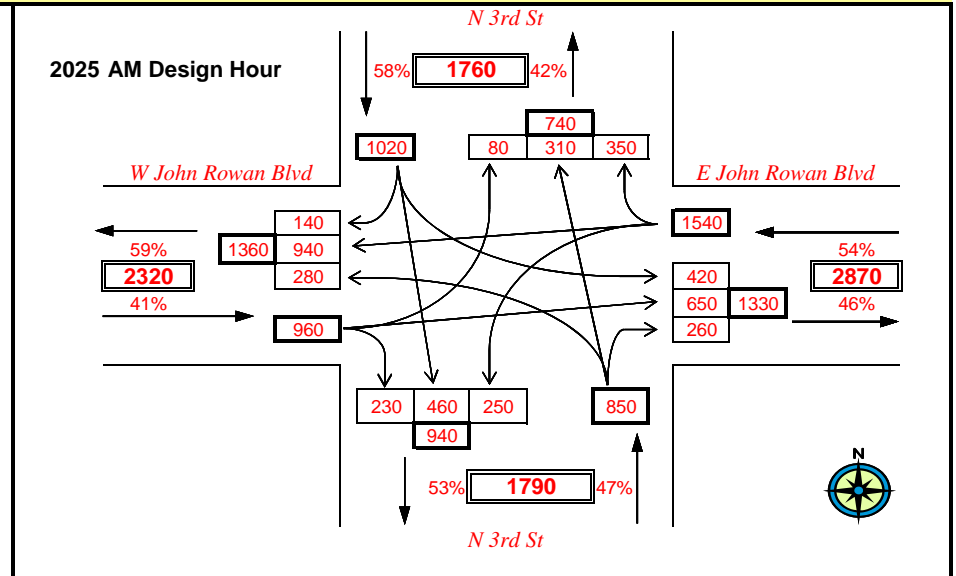 N 3rd St
2025 AM Design Hour
58% 1760 42%
740
1020 80 310 350
W John Rowan Blvd E John Rowan Blvd
140 1540
59% 1360 940 54%
2320 280 420 2870
41% 650 1330 46%
960 260
230 460 250 850
940
53% 1790 47%
N
N 3rd St